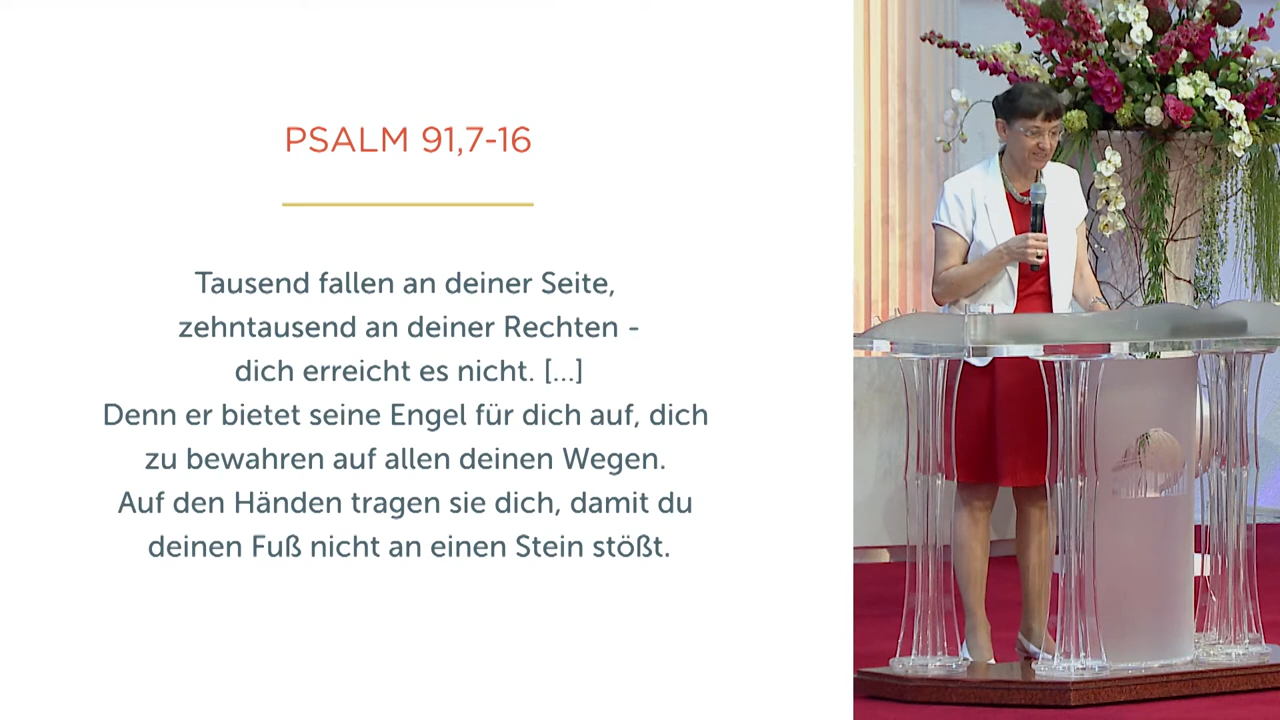 PSALM 91,7-16
Tausend fallen an deiner Seite,
zehntausend an deiner Rechten -
dich erreicht es nicht. [...]
Denn er bietet seine Engel für dich auf, dich
zu bewahren auf allen deinen Wegen.
Auf den Händen tragen sie dich, damit du
deinen Fuß nicht an einen Stein stößt.